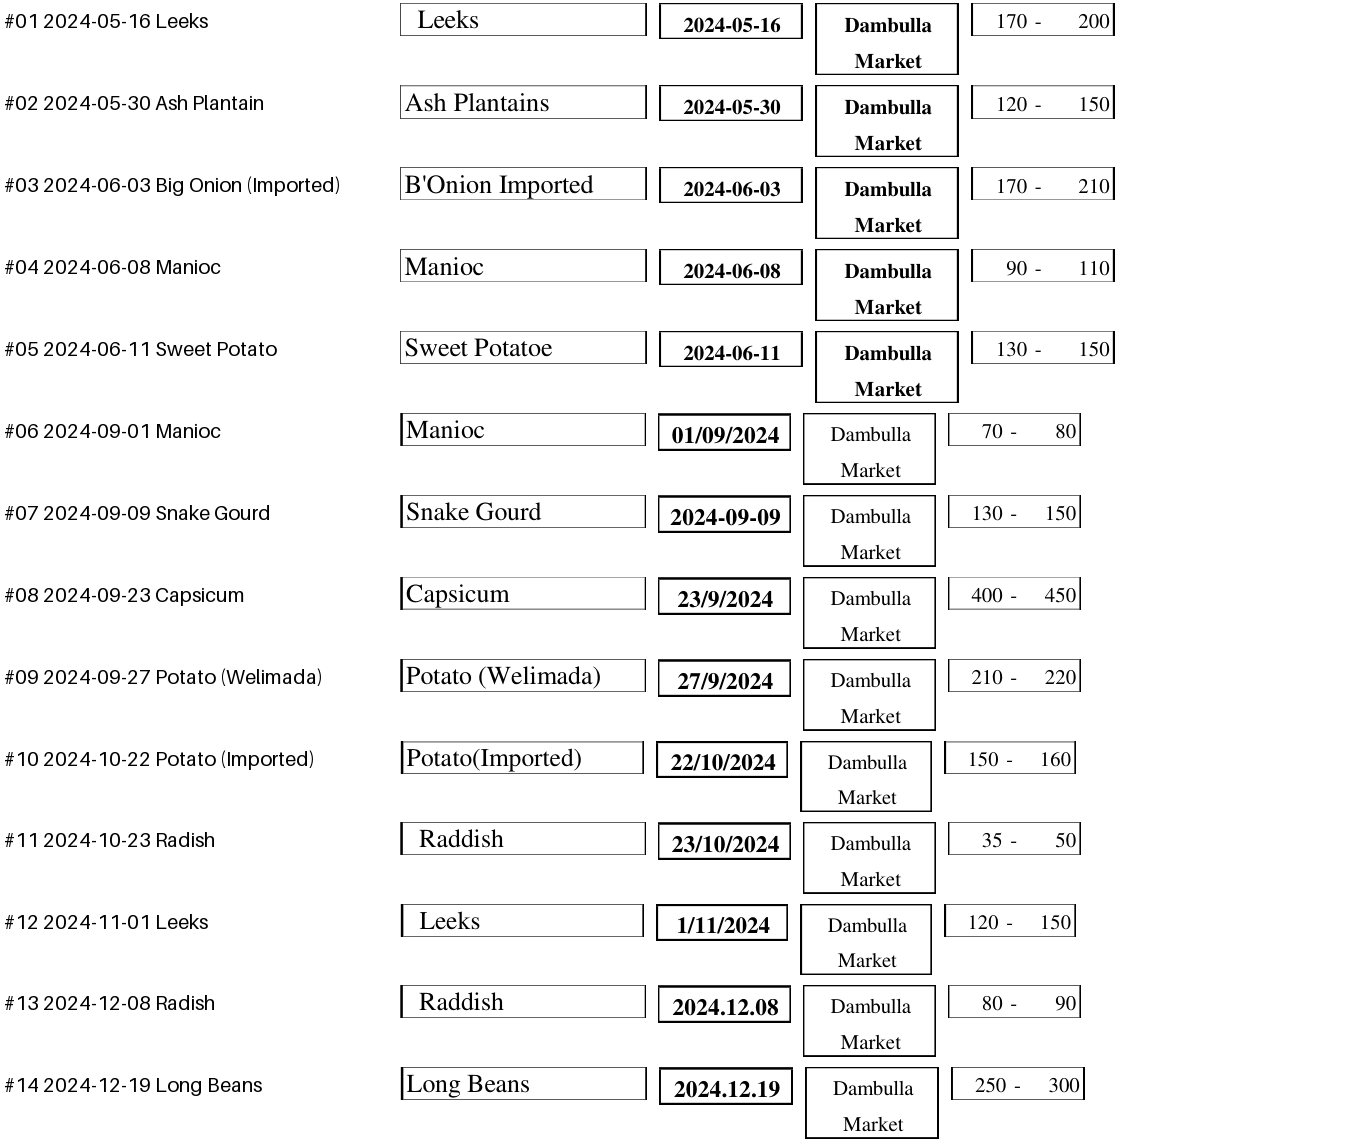 #01 2024-05-16 Leeks Leeks 2024-05-16 Dambulla 170 - 200
Market
#02 2024-05-30 Ash Plantain Ash Plantains 2024-05-30 Dambulla 120 - 150
Market
#03 2024-06-03 Big Onion (Imported) B'Onion Imported 2024-06-03 Dambulla 170 - 210
Market
#04 2024-06-08 Manioc Manioc 2024-06-08 Dambulla 90 - 110
Market
#05 2024-06-11 Sweet Potato Sweet Potatoe 2024-06-11 Dambulla 130 - 150
Market
#06 2024-09-01 Manioc Manioc 01/09/2024 Dambulla 70 - 80
Market
#07 2024-09-09 Snake Gourd Snake Gourd 2024-09-09 Dambulla 130 - 150
Market
#08 2024-09-23 Capsicum Capsicum 23/9/2024 Dambulla 400 - 450
Market
#09 2024-09-27 Potato (Welimada) Potato (Welimada) 27/9/2024 Dambulla 210 - 220
Market
#10 2024-10-22 Potato (Imported) Potato(Imported) 22/10/2024 Dambulla 150 - 160
Market
#11 2024-10-23 Radish Raddish 23/10/2024 Dambulla 35 - 50
Market
#12 2024-11-01 Leeks Leeks 1/11/2024 Dambulla 120 - 150
Market
#13 2024-12-08 Radish Raddish 2024.12.08 Dambulla 80 - 90
Market
#14 2024-12-19 Long Beans Long Beans 2024.12.19 Dambulla 250 - 300
Market